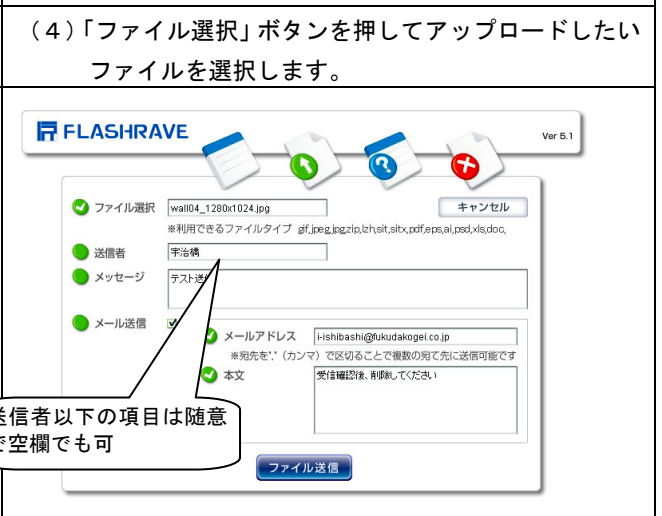 (4)「ファイル選択」ボタンを押してアップロードしたい
ファイルを選択します。
FLASHRAVE
Ver 5.1
ファイル選択
wall04_1280x1024.jpg
キャンセル
※利用できるファイルタイプ gif,jpeg,jpg,zip,lzh,sit,sitx,pdf,eps,ai,psd,xls,doc,
送信者
宇治橋
メッセージ
テスト送
メール送信
メールアドレス
i-ishibashi@fukudakogei.co.jp
※宛先を","(カンマ)で区切ることで複数の宛て先に送信可能です
本文
受信確認後、削除してください
送信者以下の項目は随意
で空欄でも可
ファイル送信